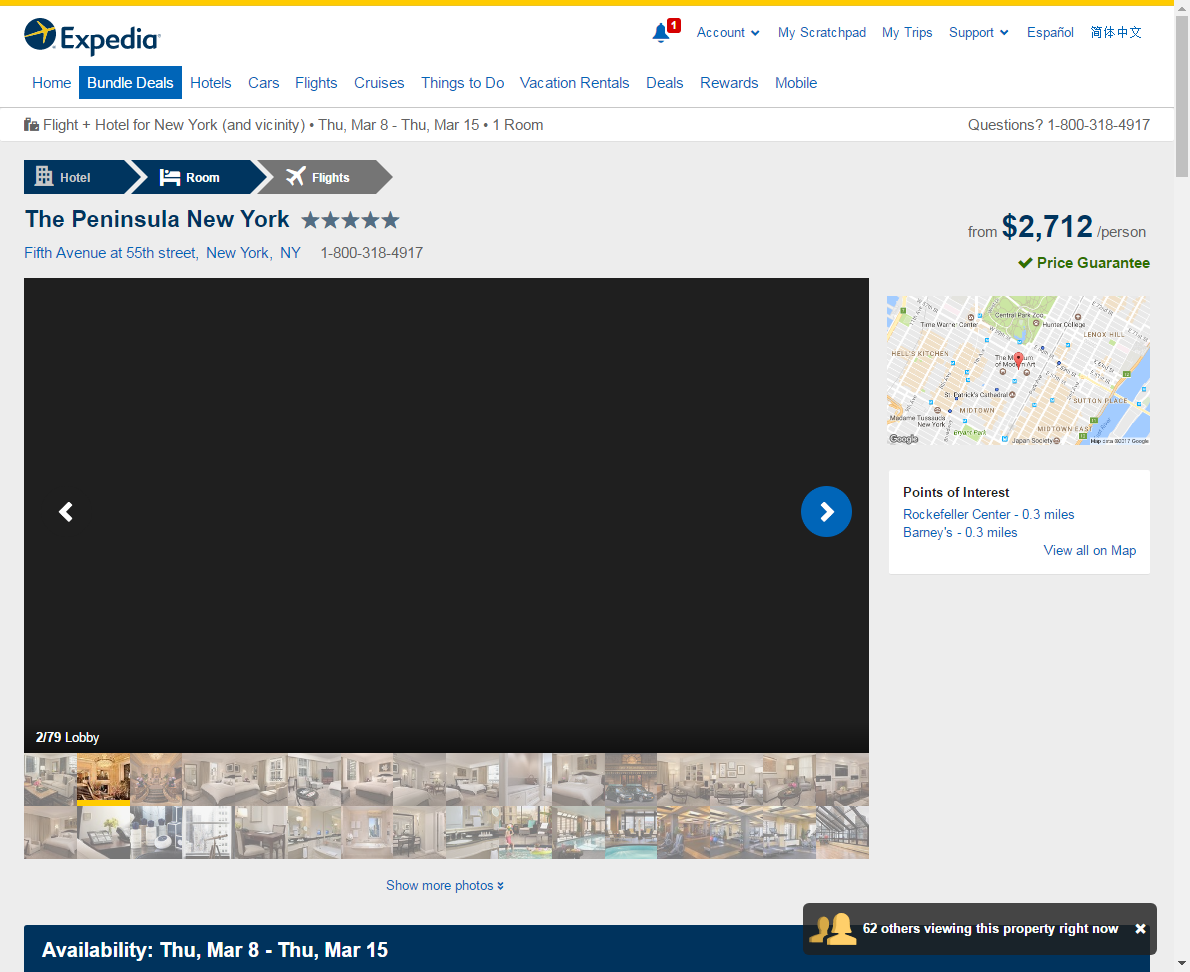 Expedia
1
Account
My Scratchpad
My Trips
Support
Español
简体中文
Home
Bundle Deals
Hotels
Cars
Flights
Cruises
Things to Do
Vacation Rentals
Deals
Rewards
Mobile
Flight + Hotel for New York (and vicinity) • Thu, Mar 8 - Thu, Mar 15 • 1 Room
Questions? 1-800-318-4917
Hotel
Room
Flights
The Peninsula New York
from $2,712 /person
Fifth Avenue at 55th street, New York, NY 1-800-318-4917
Price Guarantee
Central Park Zoo
Time Warner Center
Hunter College
LENOX HILL
HELL'S KITCHEN
The Museum
of Modern Art
St. Patrick's Cathedral
SUTTON PLACE
MIDTOWN
Madame Tussauds
New York
Bryant Park
MIDTOWN EAST
Japan Society
Google
Map data ©2017 Google
Points of Interest
Rockefeller Center - 0.3 miles
Barney's - 0.3 miles
View all on Map
2/79 Lobby
Show more photos
62 others viewing this property right now
Availability: Thu, Mar 8 - Thu, Mar 15